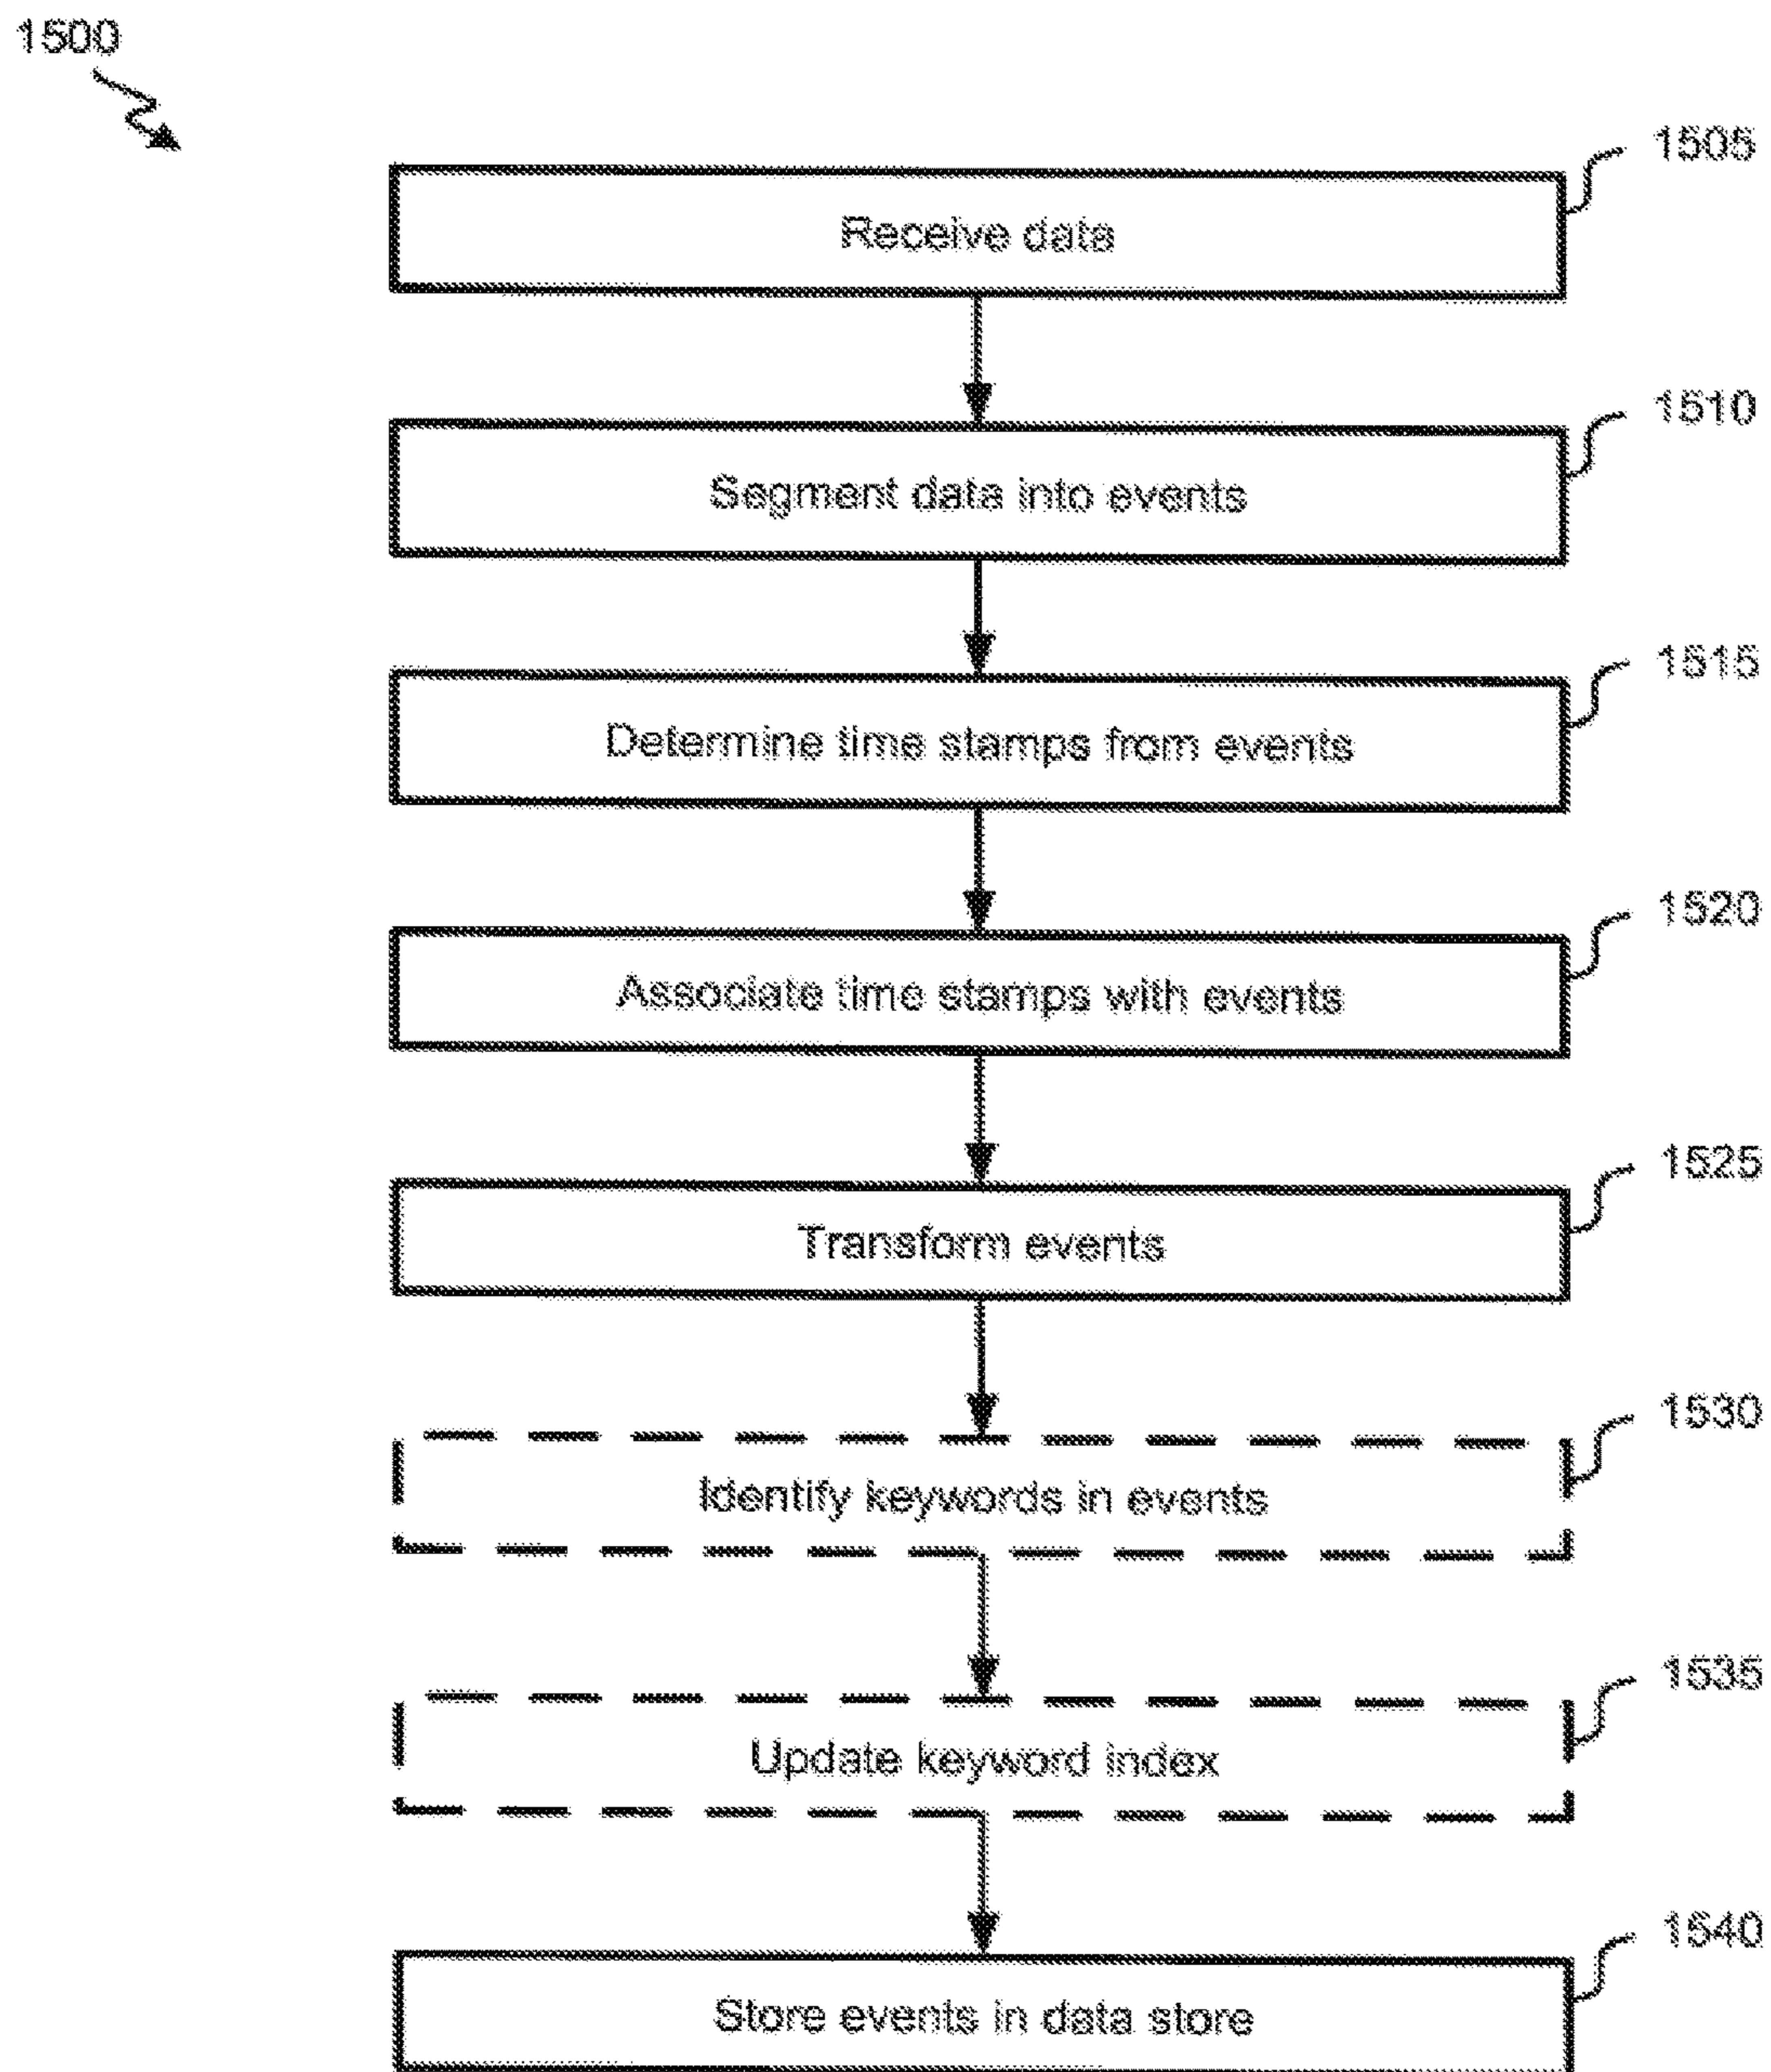 1500
1505
Receive data
1510
Segment data into events
1515
Determine time stamps from events
1520
Associate time stamps with events
1525
Transform events
1530
Identify keywords in events
1535
Update keyword index
1540
Store events in data store